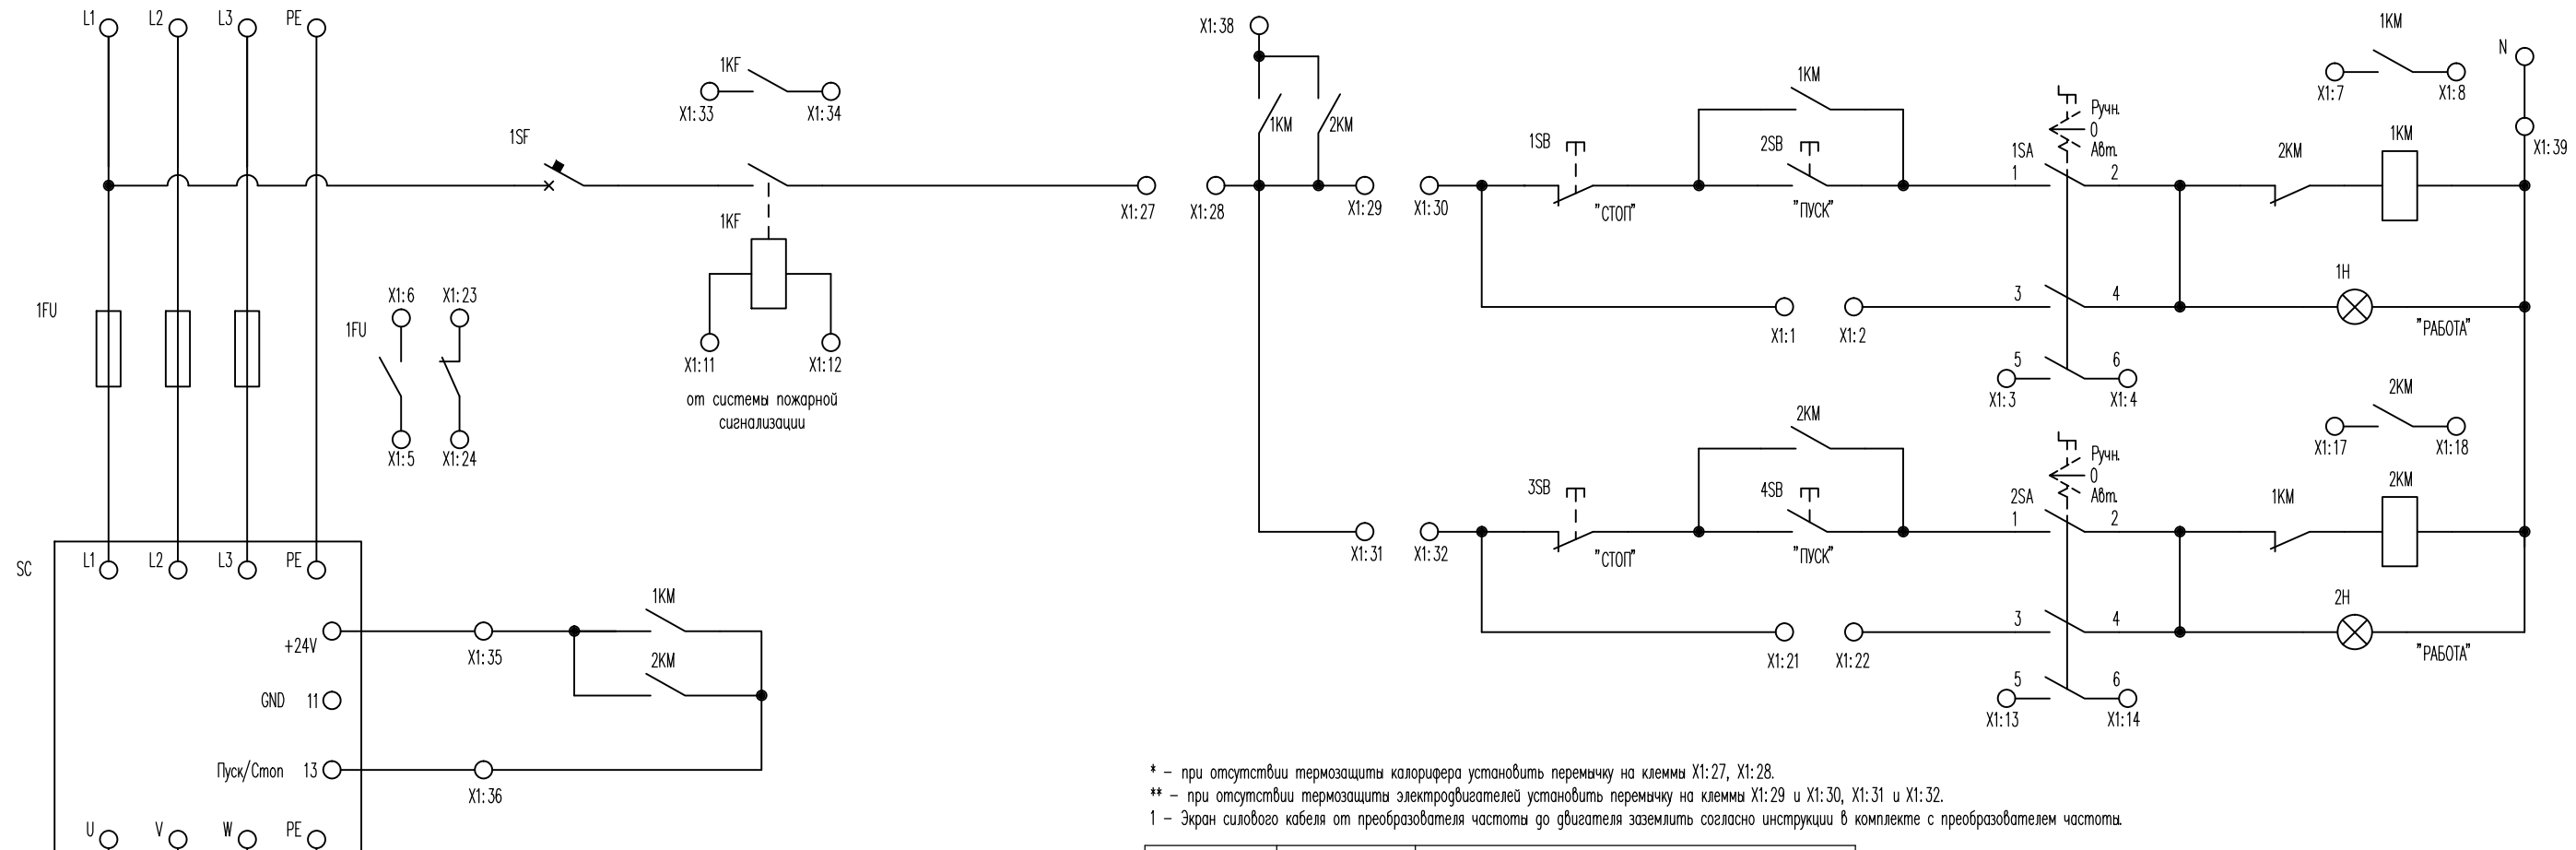 L1 L2 L3 PE
1KF
X1:33 X1:34
1SF
1KF
X1:27
X1:11 X1:12
от системы пожарной
сигнализации
1FU
1FU
X1:6 X1:23
X1:5 X1:24
SC
L1 L2 L3 PE
+24V
GND 11
Пуск/Стоп 13
U V W PE
X1:35
X1:36
1KM
2KM
X1:38
1KM 2KM
X1:28 X1:29 X1:30
1SB
"СТОП"
1KM
2SB
"ПУСК"
Ручн.
0
Авт.
1SA
1 2
3 4
5 6
X1:1 X1:2
X1:3 X1:4
1KM
X1:7 X1:8
N
X1:39
2KM
1KM
1H
"РАБОТА"
2KM
X1:17 X1:18
X1:31 X1:32
3SB
"СТОП"
2KM
4SB
"ПУСК"
Ручн.
0
Авт.
2SA
1 2
3 4
5 6
X1:21 X1:22
X1:13 X1:14
1KM
2KM
2H
"РАБОТА"
* – при отсутствии термозащиты калорифера установить перемычку на клеммы X1:27, X1:28.
** – при отсутствии термозащиты электродвигателей установить перемычку на клеммы X1:29 и X1:30, X1:31 и X1:32.
1 – Экран силового кабеля от преобразователя частоты до двигателя заземлить согласно инструкции в комплекте с преобразователем частоты.